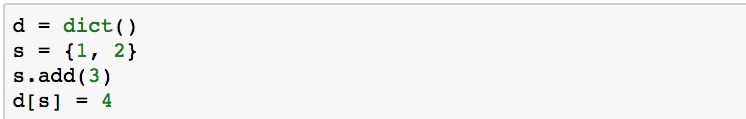 d = dict()
s = {1, 2}
s.add(3)
d[s] = 4